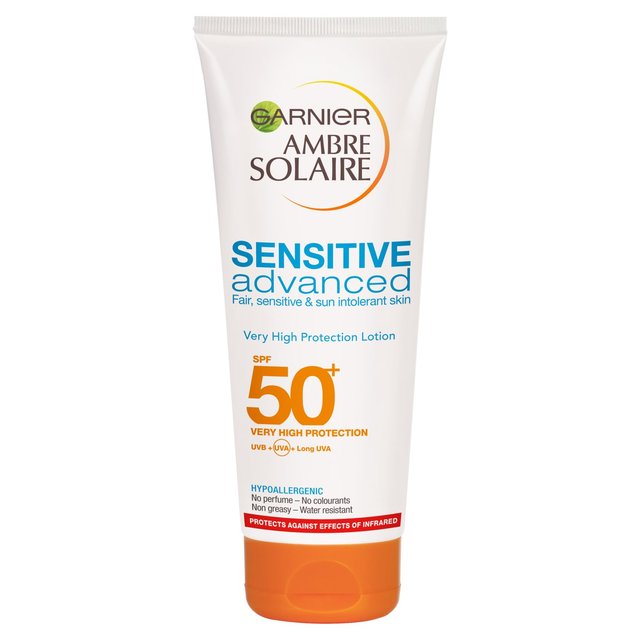 GARNIER
AMBRE
SOLAIRE
SENSITIVE
advanced
Fair, sensitive & sun intolerant skin
Very High Protection Lotion
SPF
50+
VERY HIGH PROTECTION
UVB + UVA + Long UVA
HYPOALLERGENIC
No perfume – No colourants
Non greasy – Water resistant
PROTECTS AGAINST EFFECTS OF INFRARED